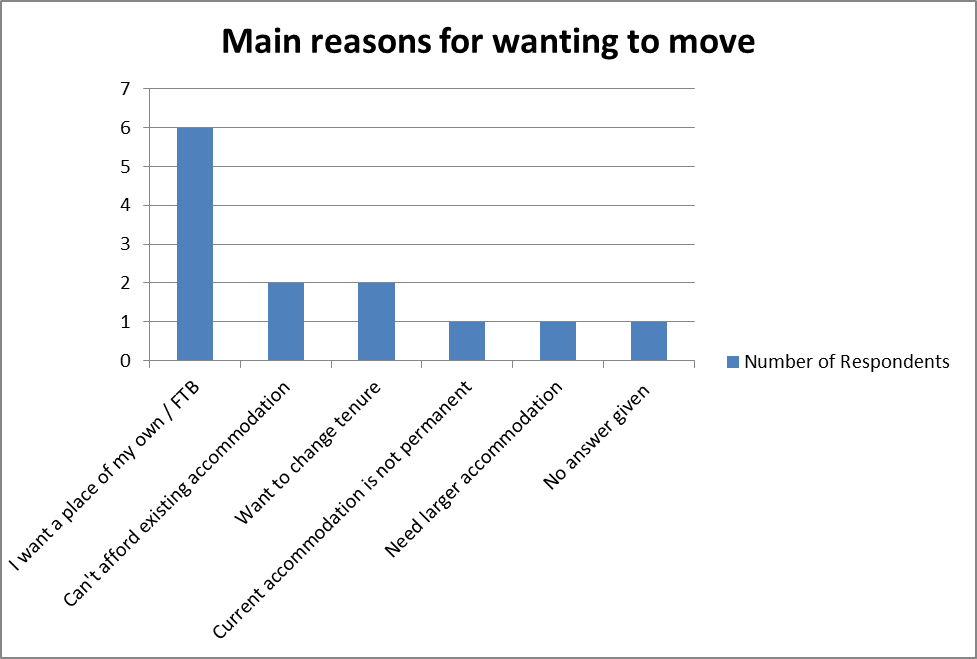 Main reasons for wanting to move
7
6
5
4
3
2
1
0
I want a place of my own / FTB
Can't afford existing accommodation
Want to change tenure
Current accommodation is not permanent
Need larger accommodation
No answer given
Number of Respondents